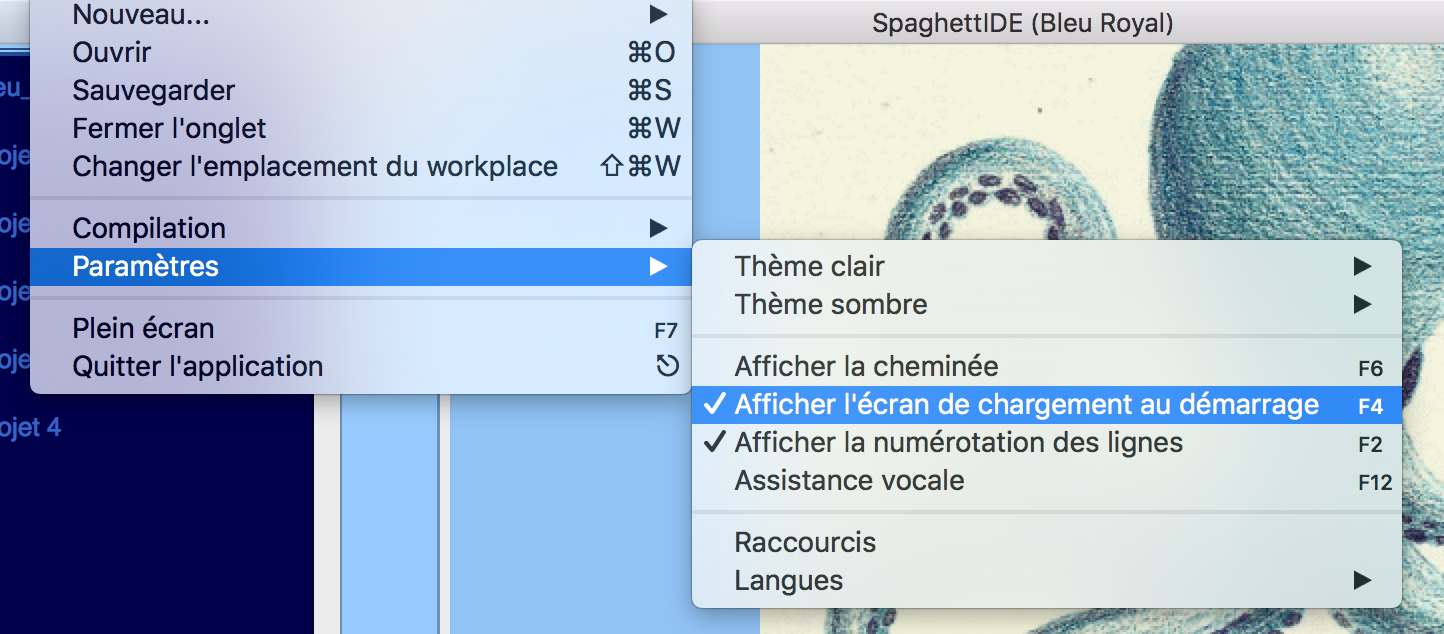 SpaghettIDE (Bleu Royal)
Nouveau...
Ouvrir ⌘O
Sauvegarder ⌘S
Fermer l'onglet ⌘W
Changer l'emplacement du workplace ⇧⌘W
Compilation
Paramètres
Plein écran F7
Quitter l'application ⎋
Thème clair
Thème sombre
Afficher la cheminée F6
✓ Afficher l'écran de chargement au démarrage F4
✓ Afficher la numérotation des lignes F2
Assistance vocale F12
Raccourcis
Langues
eu_
oje
oje
oje
oje
ojet 4